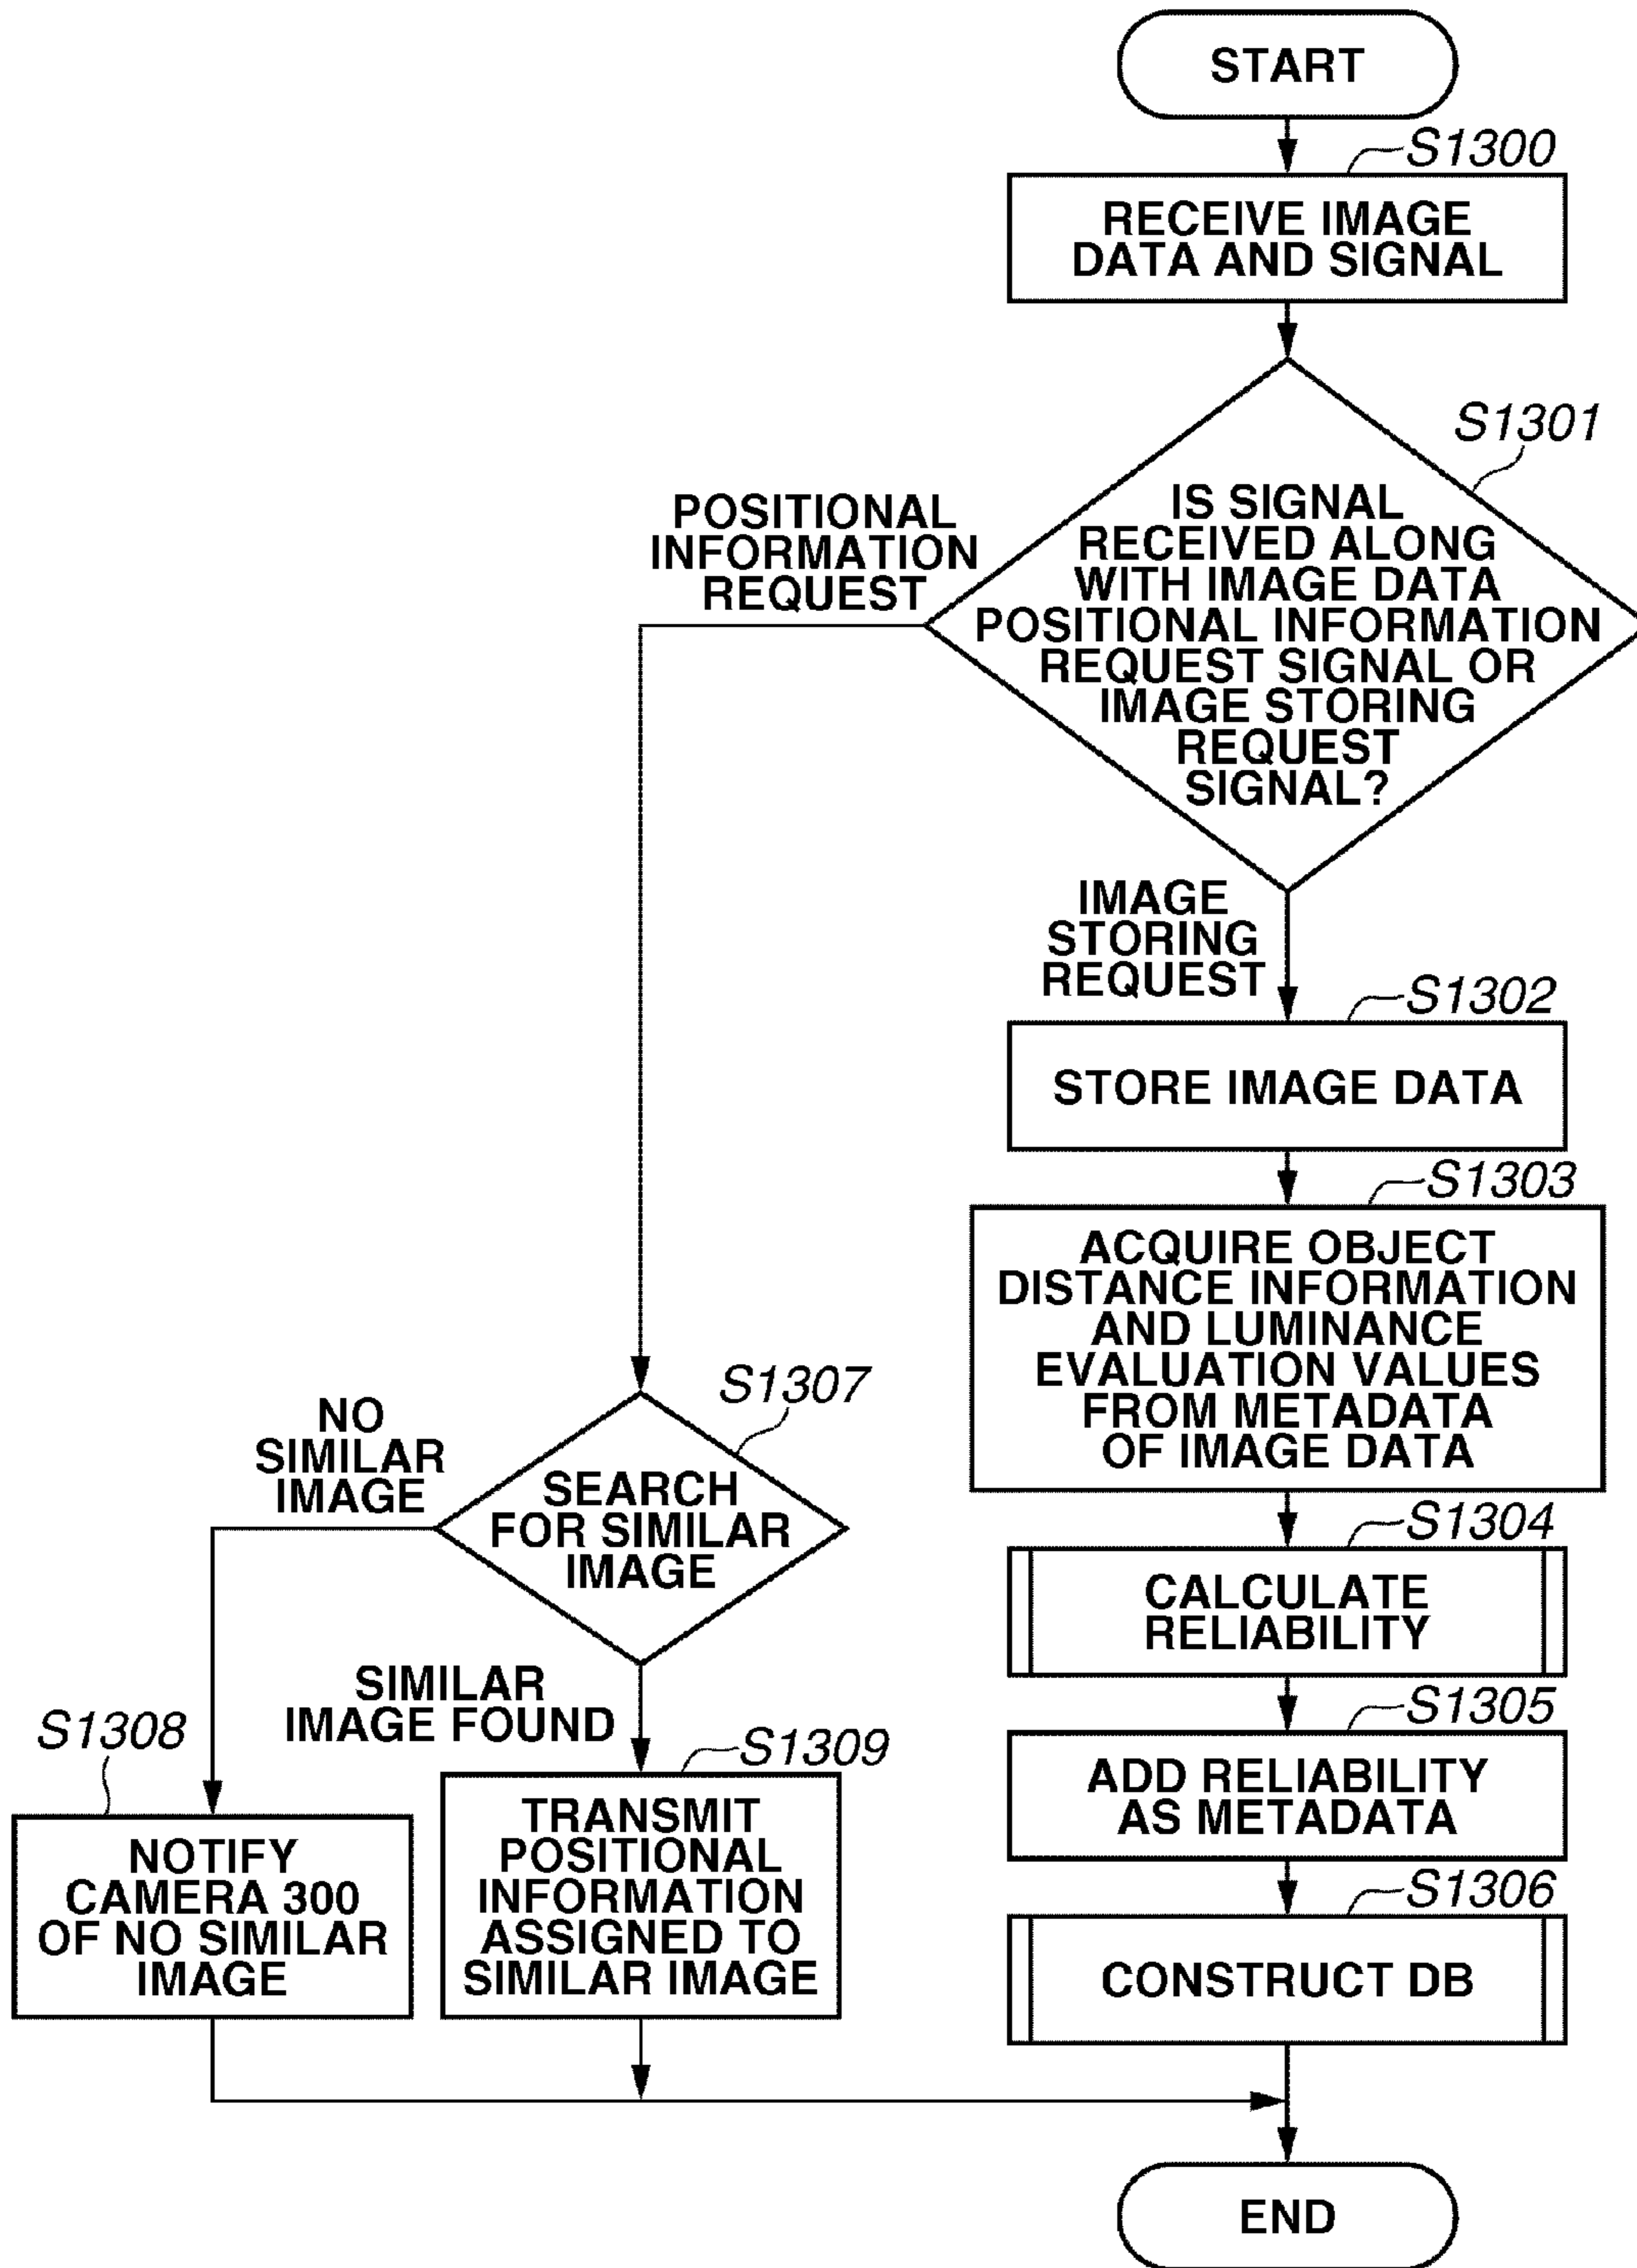 START
S1300
RECEIVE IMAGE
DATA AND SIGNAL
S1301
IS SIGNAL
RECEIVED ALONG
WITH IMAGE DATA
POSITIONAL INFORMATION
REQUEST SIGNAL OR
IMAGE STORING
REQUEST
SIGNAL?
POSITIONAL
INFORMATION
REQUEST
IMAGE
STORING
REQUEST
S1302
STORE IMAGE DATA
S1303
ACQUIRE OBJECT
DISTANCE INFORMATION
AND LUMINANCE
EVALUATION VALUES
FROM METADATA
OF IMAGE DATA
S1304
CALCULATE
RELIABILITY
S1305
ADD RELIABILITY
AS METADATA
S1306
CONSTRUCT DB
S1307
SEARCH
FOR SIMILAR
IMAGE
NO
SIMILAR
IMAGE
SIMILAR
IMAGE FOUND
S1308
NOTIFY
CAMERA 300
OF NO SIMILAR
IMAGE
S1309
TRANSMIT
POSITIONAL
INFORMATION
ASSIGNED TO
SIMILAR IMAGE
END